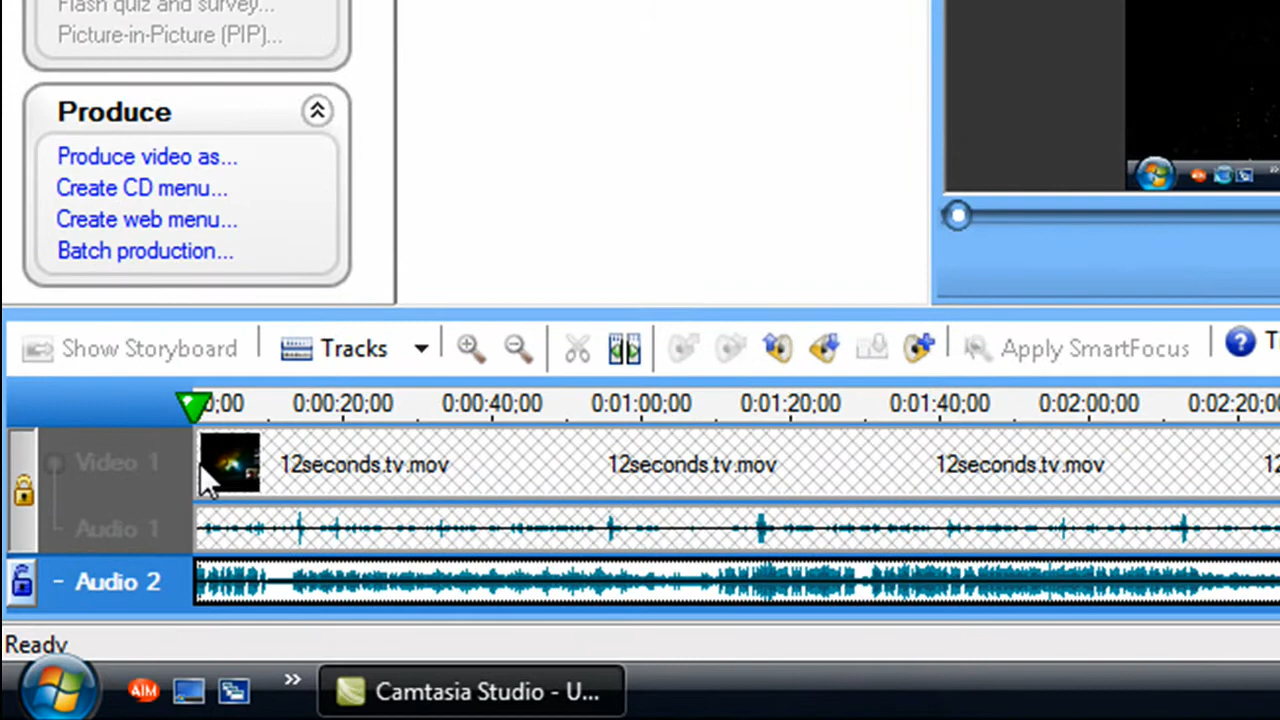 Flash quiz and survey...
Picture-in-Picture (PIP)...
Produce
Produce video as...
Create CD menu...
Create web menu...
Batch production...
Show Storyboard
Tracks
Apply SmartFocus
0;00 0:00:20;00 0:00:40;00 0:01:00;00 0:01:20;00 0:01:40;00 0:02:00;00 0:02:20;00
Video 1
12seconds.tv.mov 12seconds.tv.mov 12seconds.tv.mov
Audio 1
Audio 2
Ready
AIM
Camtasia Studio - U...